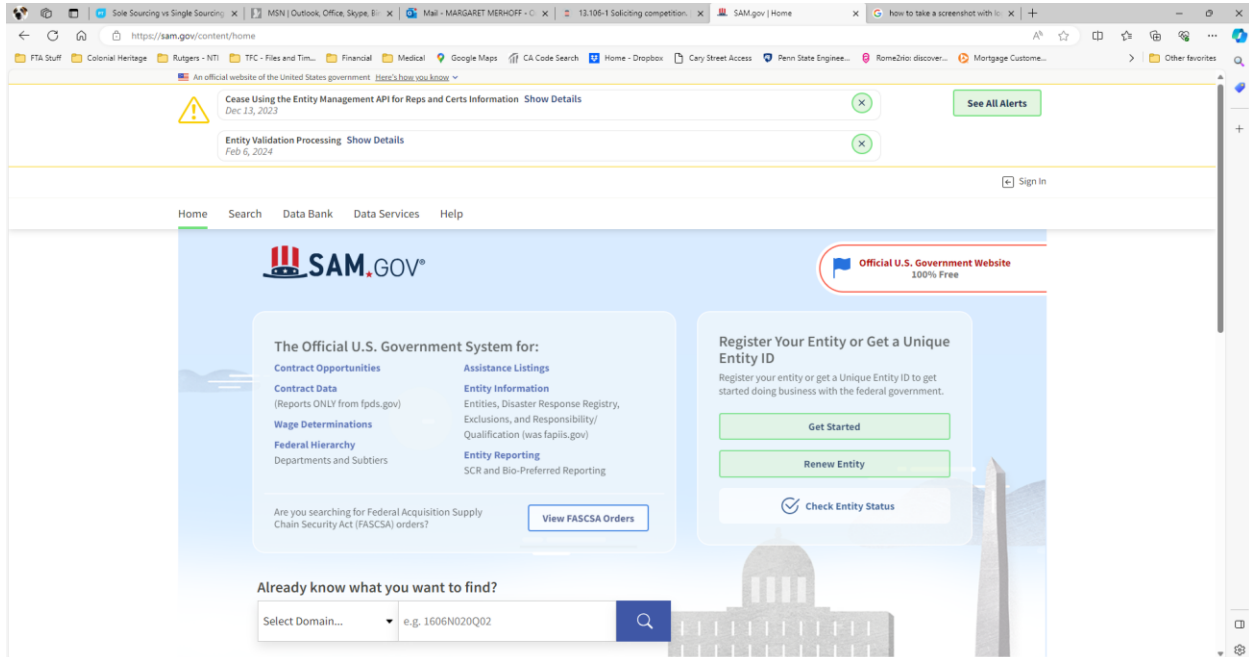 Sole Sourcing vs Single Sourcing
MSN | Outlook, Office, Skype, Bi
Mail - MARGARET MERHOFF - O
13.106-1 Soliciting competition,
SAM.gov | Home
how to take a screenshot with
https://sam.gov/content/home
FTA Stuff
Colonial Heritage
Rutgers - NTI
TFC - Files and Tim...
Financial
Medical
Google Maps
CA Code Search
Home - Dropbox
Cary Street Access
Penn State Enginee...
Rome2rio: discover...
Mortgage Custome...
Other favorites
An official website of the United States government Here's how you know
Cease Using the Entity Management API for Reps and Certs Information Show Details
Dec 13, 2023
See All Alerts
Entity Validation Processing Show Details
Feb 6, 2024
Sign In
Home Search Data Bank Data Services Help
SAM.GOV®
Official U.S. Government Website
100% Free
The Official U.S. Government System for:
Contract Opportunities
Contract Data
(Reports ONLY from fpds.gov)
Wage Determinations
Federal Hierarchy
Departments and Subtiers
Assistance Listings
Entity Information
Entities, Disaster Response Registry,
Exclusions, and Responsibility/
Qualification (was fapiis.gov)
Entity Reporting
SCR and Bio-Preferred Reporting
Are you searching for Federal Acquisition Supply
Chain Security Act (FASCSA) orders?
View FASCSA Orders
Register Your Entity or Get a Unique
Entity ID
Register your entity or get a Unique Entity ID to get
started doing business with the federal government.
Get Started
Renew Entity
Check Entity Status
Already know what you want to find?
Select Domain...
e.g. 1606N020Q02